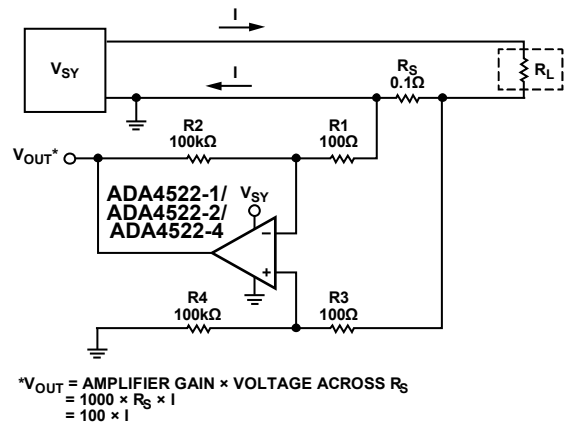 I
I
V_SY
R_S
0.1Ω
R_L
R2
100kΩ
R1
100Ω
V_OUT*
ADA4522-1/
ADA4522-2/
ADA4522-4
V_SY
−
+
R4
100kΩ
R3
100Ω
*V_OUT = AMPLIFIER GAIN × VOLTAGE ACROSS R_S
= 1000 × R_S × I
= 100 × I